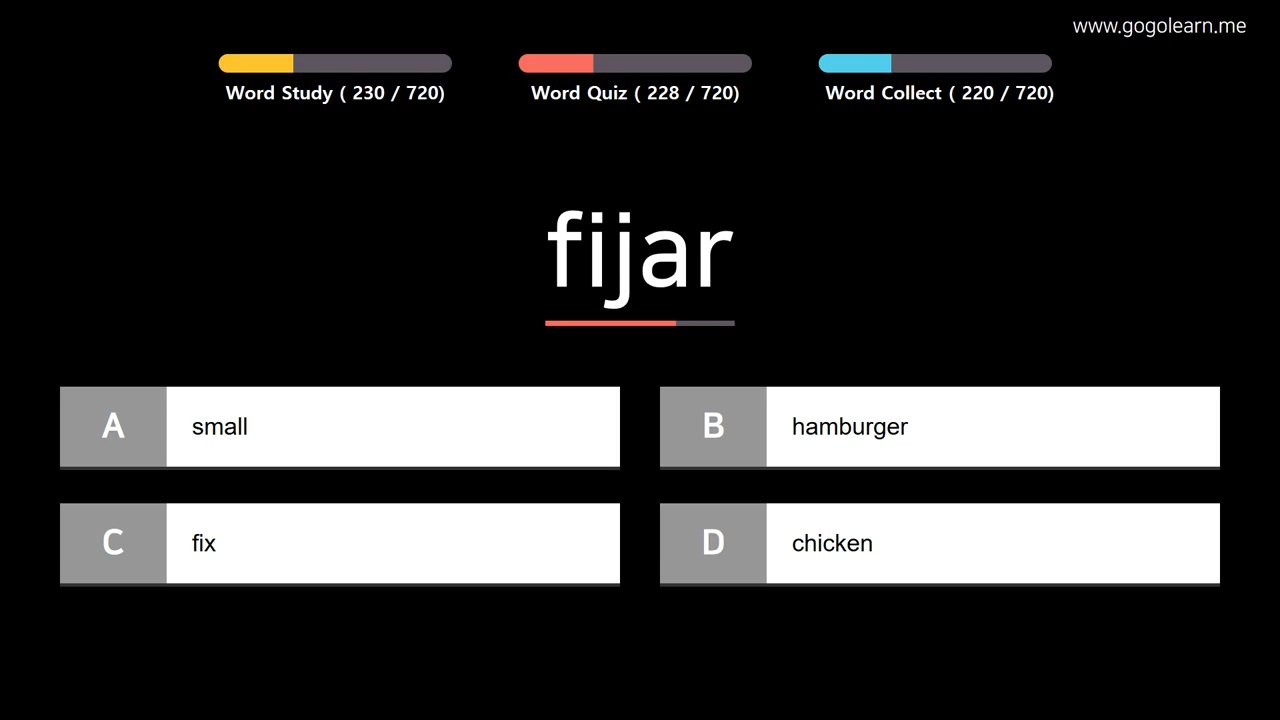 www.gogolearn.me
Word Study ( 230 / 720)
Word Quiz ( 228 / 720)
Word Collect ( 220 / 720)
fijar
A small
B hamburger
C fix
D chicken